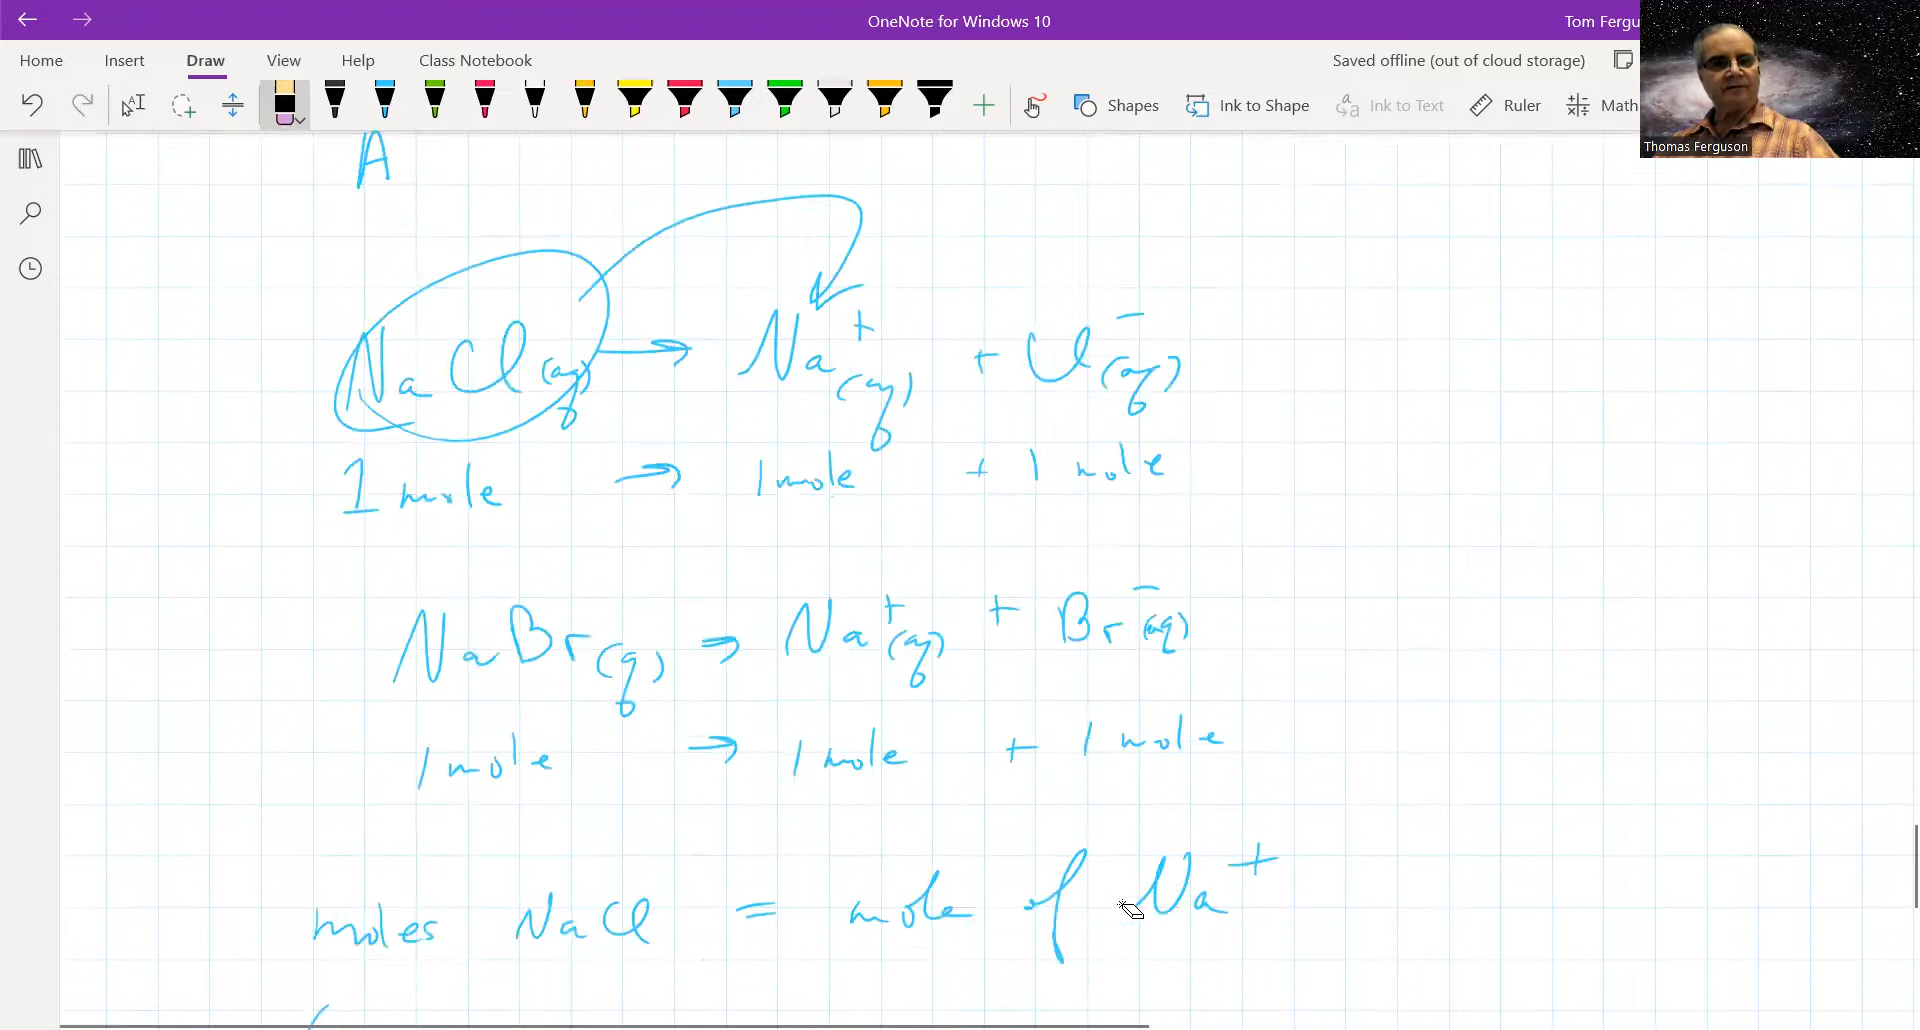 OneNote for Windows 10
Tom Fergu
Home Insert Draw View Help Class Notebook
Saved offline (out of cloud storage)
Shapes Ink to Shape Ink to Text Ruler Math
Thomas Ferguson
A
NaCl(aq) → Na+(aq) + Cl−(aq)
1 mole → 1 mole + 1 mole
NaBr(q) → Na+(aq) + Br−(aq)
1 mole → 1 mole + 1 mole
moles NaCl = mole of Na+